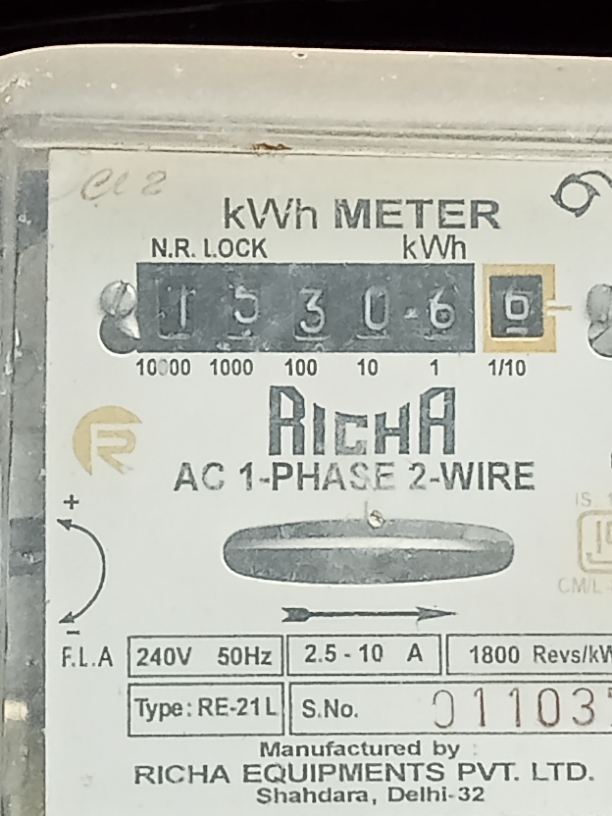 Cl 2
kWh METER
N.R. LOCK kWh
1 5 3 0 6 6
10000 1000 100 10 1 1/10
RICHA
AC 1-PHASE 2-WIRE
+
-
F.L.A
240V 50Hz 2.5 - 10 A 1800 Revs/kW
Type: RE-21L S.No. 01103
IS
CM/L-
Manufactured by :
RICHA EQUIPMENTS PVT. LTD.
Shahdara, Delhi-32